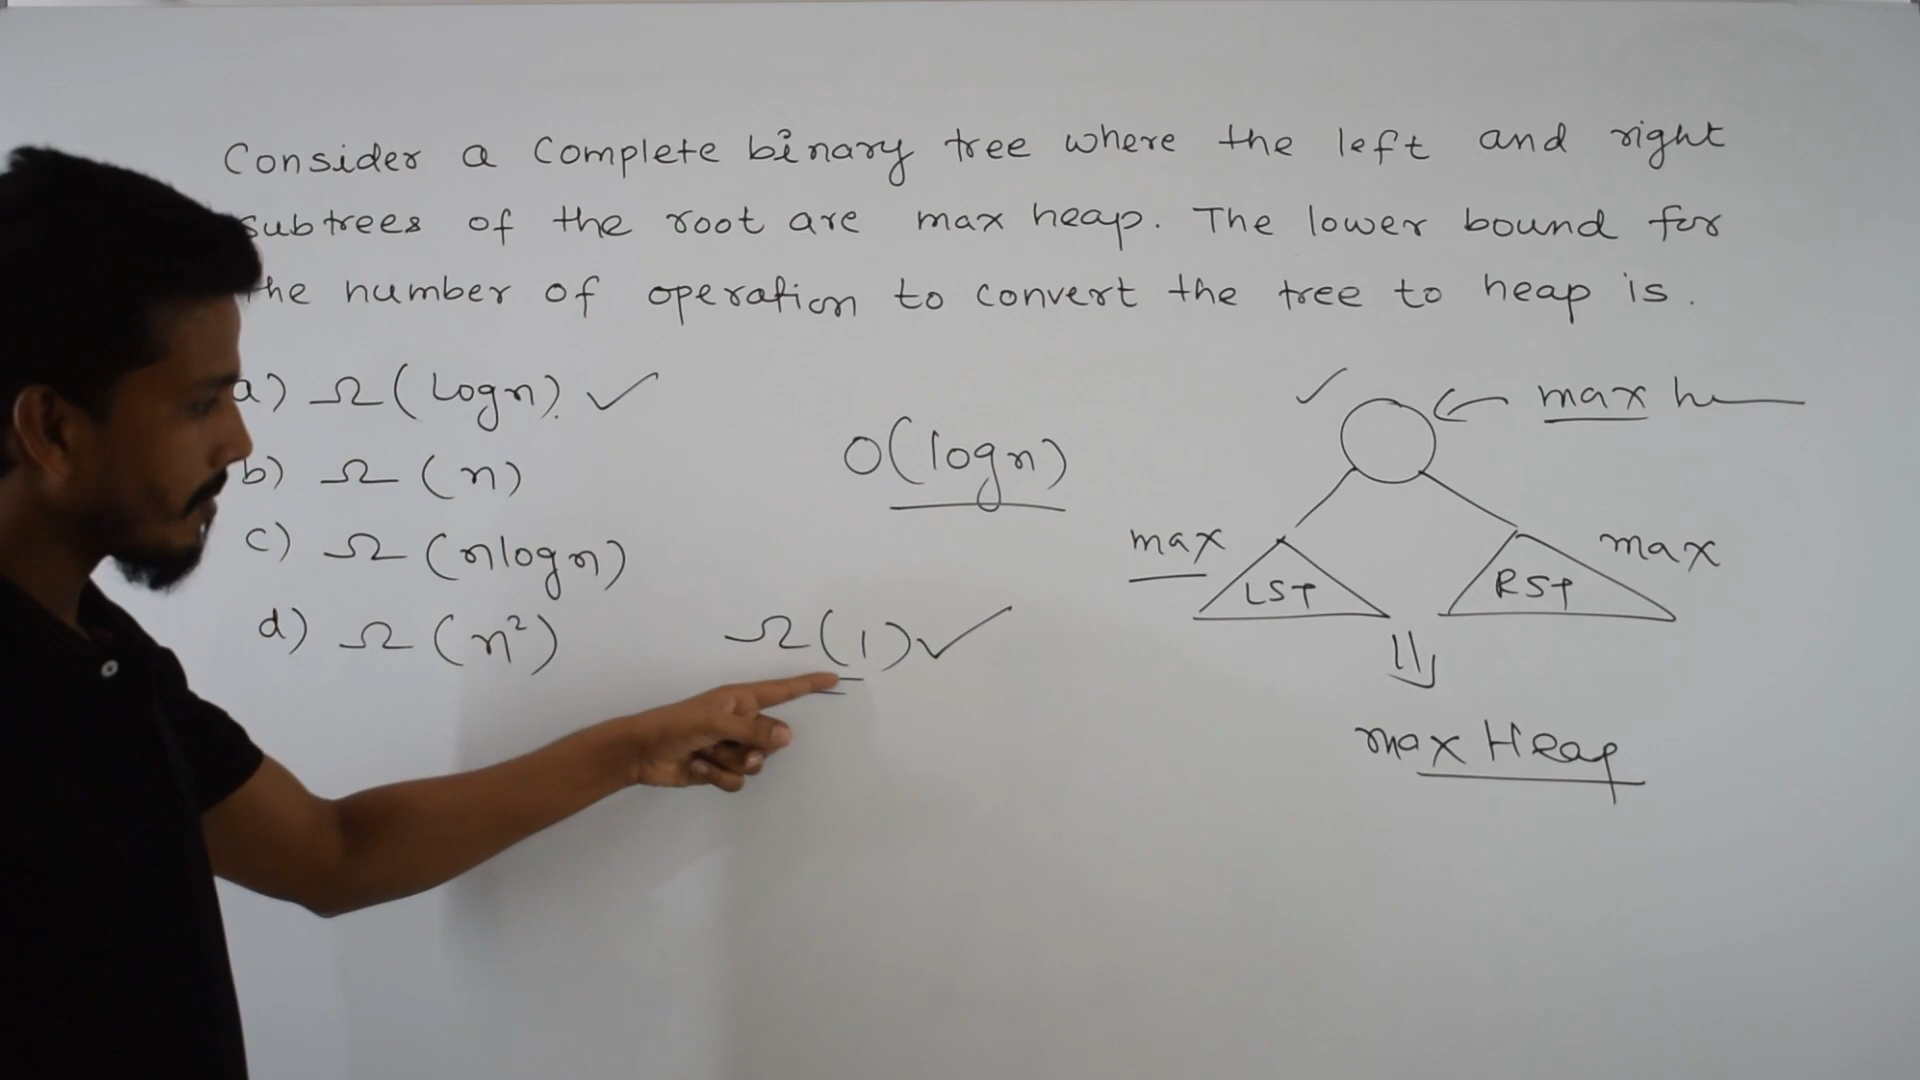 Consider a complete binary tree where the left and right
subtrees of the root are max heap. The lower bound for
the number of operation to convert the tree to heap is.
a) Ω (logn). ✓
b) Ω (n)
c) Ω (nlogn)
d) Ω (n²)
O(logn)
Ω(1) ✓
✓ max
max
max
LST
RST
max Heap